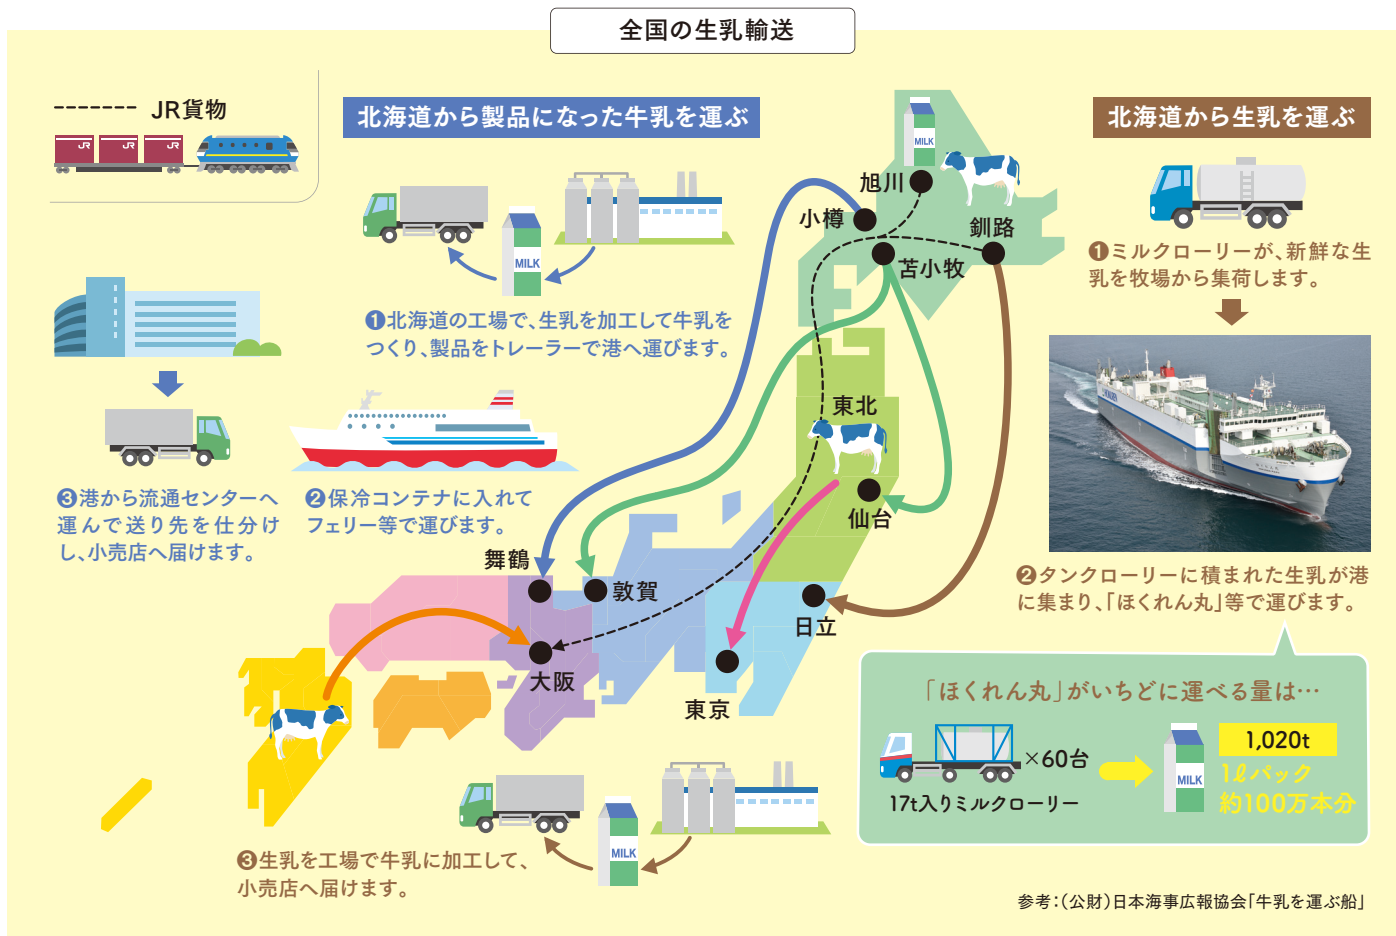 全国の生乳輸送
JR貨物
JR
JR
JR
北海道から製品になった牛乳を運ぶ
MILK
❶北海道の工場で、生乳を加工して牛乳を
つくり、製品をトレーラーで港へ運びます。
❷保冷コンテナに入れて
フェリー等で運びます。
❸港から流通センターへ
運んで送り先を仕分け
し、小売店へ届けます。
北海道から生乳を運ぶ
❶ミルクローリーが、新鮮な生
乳を牧場から集荷します。
❷タンクローリーに積まれた生乳が港
に集まり、「ほくれん丸」等で運びます。
「ほくれん丸」がいちどに運べる量は…
×60台
17t入りミルクローリー
MILK
1,020t
1ℓパック
約100万本分
MILK
旭川
小樽
釧路
苫小牧
東北
仙台
舞鶴
敦賀
日立
大阪
東京
MILK
❸生乳を工場で牛乳に加工して、
小売店へ届けます。
参考：（公財）日本海事広報協会「牛乳を運ぶ船」